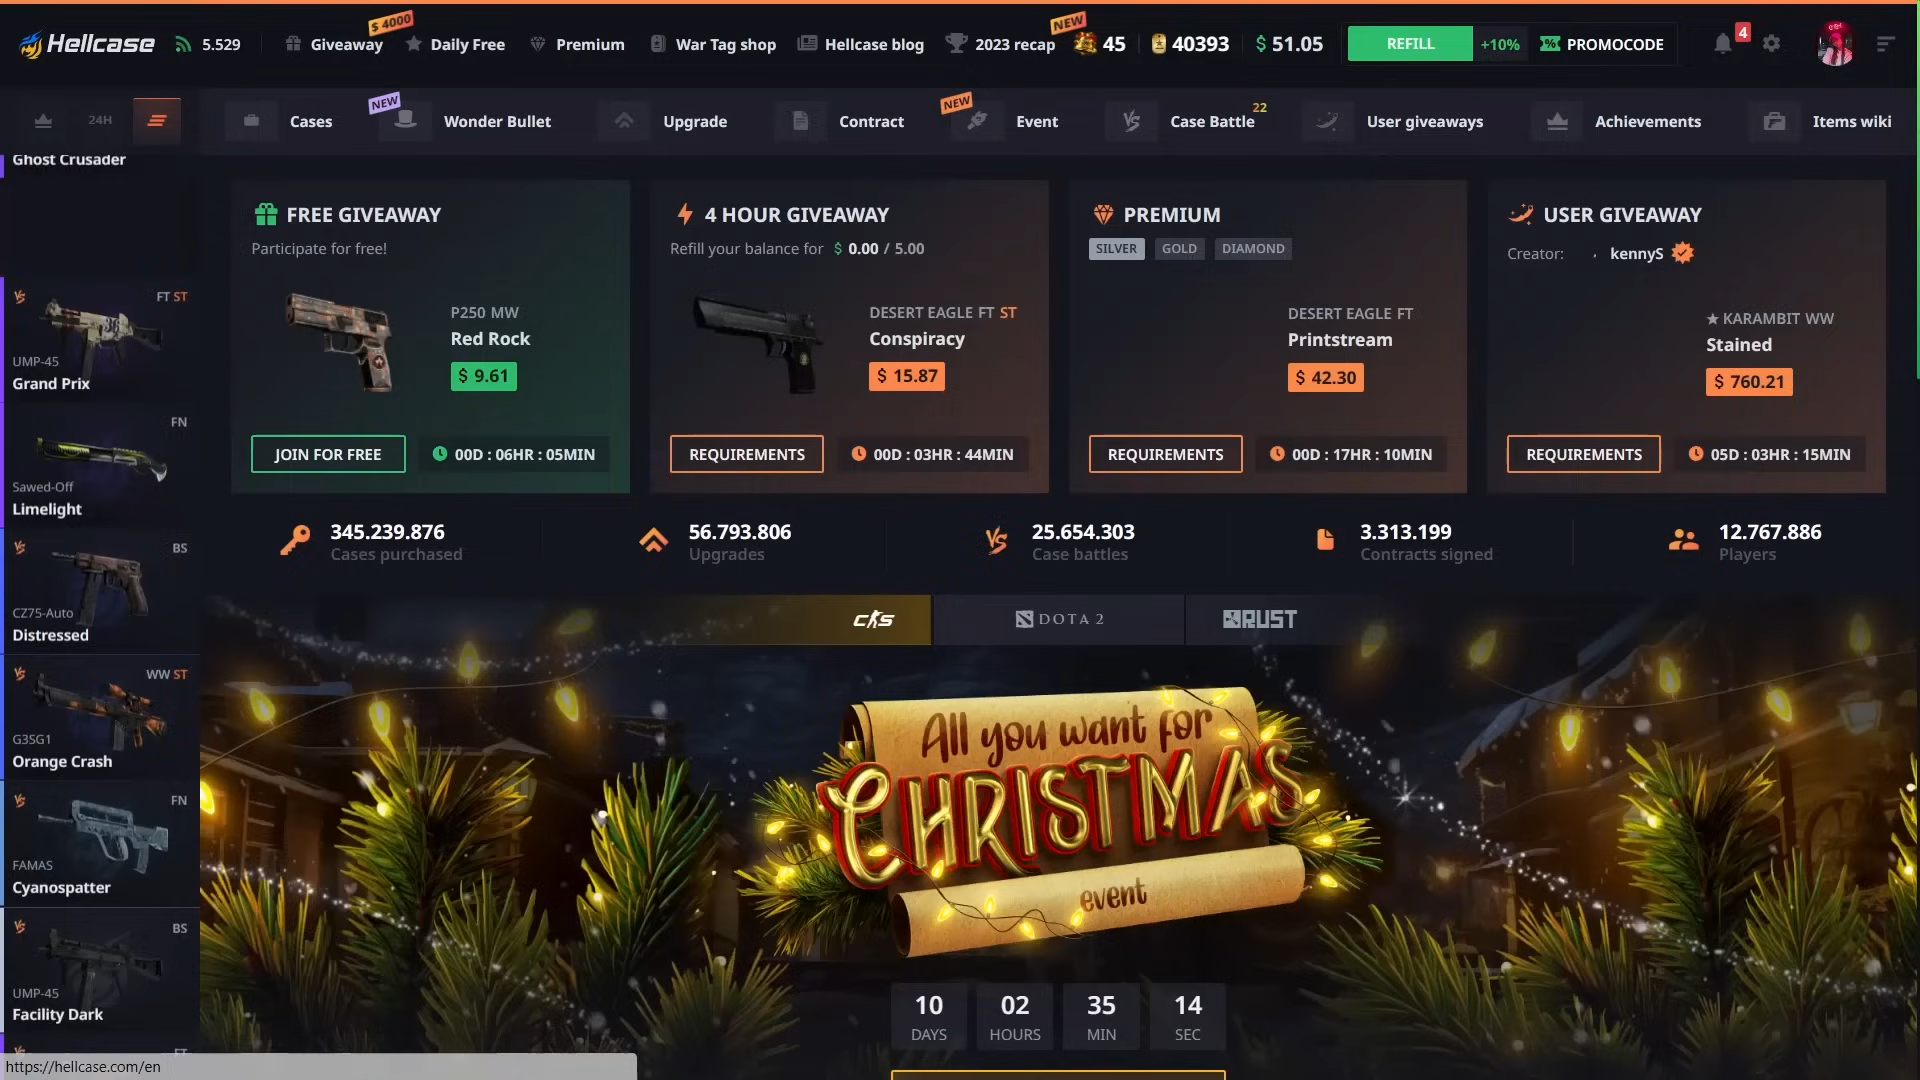 Hellcase
5.529
$ 4000
Giveaway
Daily Free
Premium
War Tag shop
Hellcase blog
NEW
2023 recap
45
40393
$ 51.05
REFILL
+10%
PROMOCODE
4
24H
Cases
NEW
Wonder Bullet
Upgrade
Contract
NEW
Event
Case Battle
22
User giveaways
Achievements
Items wiki
Ghost Crusader
FT ST
UMP-45
Grand Prix
FN
Sawed-Off
Limelight
BS
CZ75-Auto
Distressed
WW ST
G3SG1
Orange Crash
FN
FAMAS
Cyanospatter
BS
UMP-45
Facility Dark
FT
FREE GIVEAWAY
Participate for free!
P250 MW
Red Rock
$ 9.61
JOIN FOR FREE
00D : 06HR : 05MIN
4 HOUR GIVEAWAY
Refill your balance for $ 0.00 / 5.00
DESERT EAGLE FT ST
Conspiracy
$ 15.87
REQUIREMENTS
00D : 03HR : 44MIN
PREMIUM
SILVER
GOLD
DIAMOND
DESERT EAGLE FT
Printstream
$ 42.30
REQUIREMENTS
00D : 17HR : 10MIN
USER GIVEAWAY
Creator:
kennyS
★ KARAMBIT WW
Stained
$ 760.21
REQUIREMENTS
05D : 03HR : 15MIN
345.239.876
Cases purchased
56.793.806
Upgrades
VS
25.654.303
Case battles
3.313.199
Contracts signed
12.767.886
Players
CS
DOTA 2
RUST
All you want for
CHRISTMAS
event
10
DAYS
02
HOURS
35
MIN
14
SEC
https://hellcase.com/en